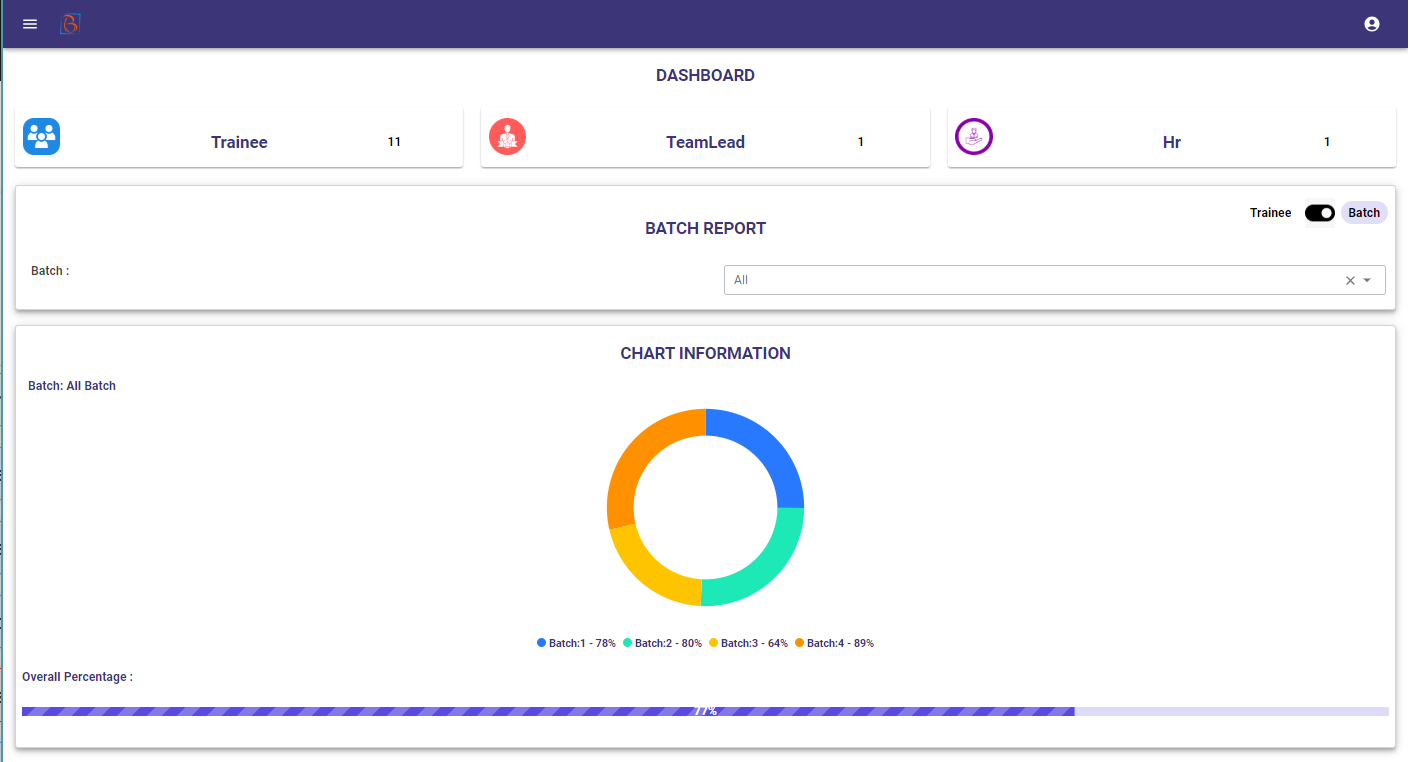 DASHBOARD
Trainee 11
TeamLead 1
Hr 1
Trainee Batch
BATCH REPORT
Batch :
All
CHART INFORMATION
Batch: All Batch
Batch:1 - 78% Batch:2 - 80% Batch:3 - 64% Batch:4 - 89%
Overall Percentage :
77%